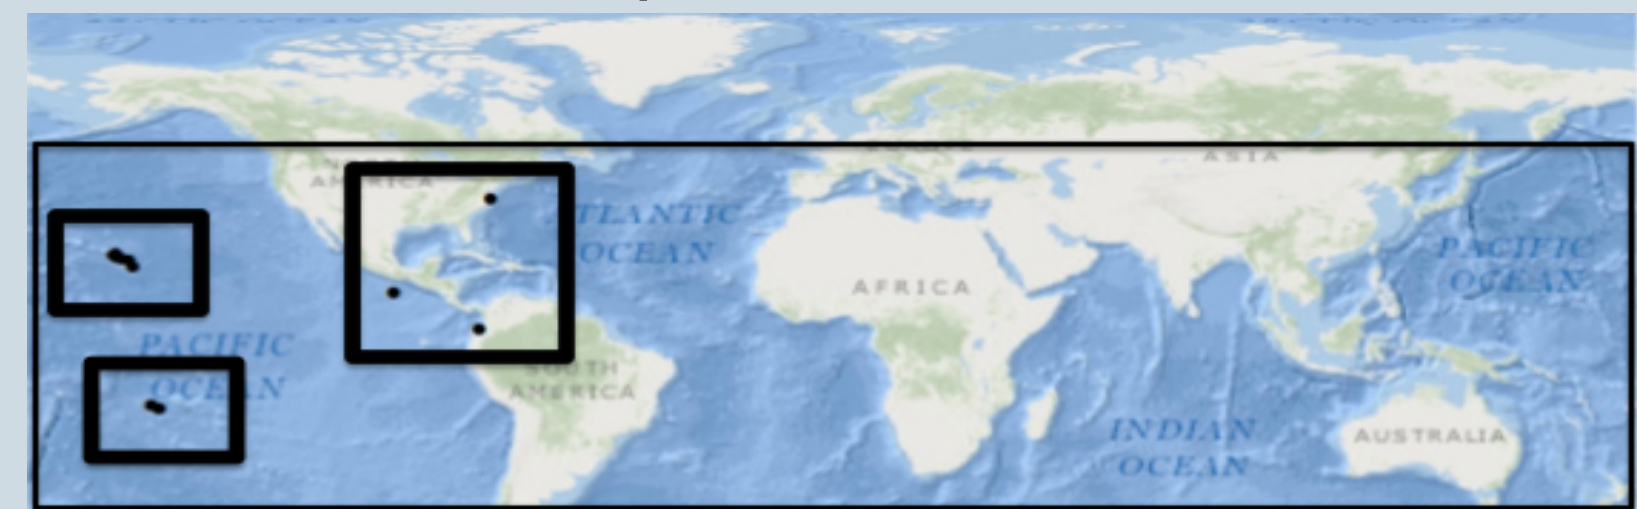 ASIA
AMERICA
ATLANTIC
OCEAN
PACIFIC
OCEAN
AFRICA
PACIFIC
OCEAN
SOUTH
AMERICA
INDIAN
OCEAN
AUSTRALIA